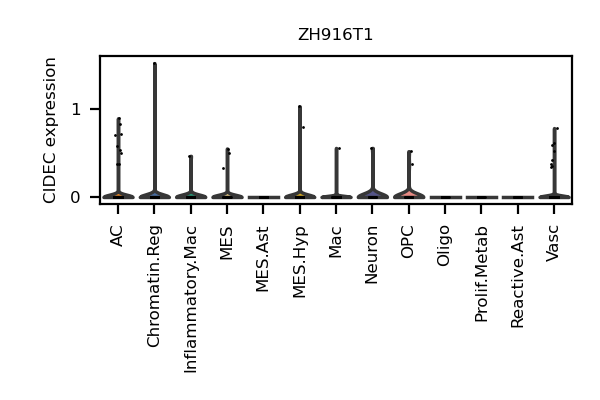 ZH916T1
CIDEC expression
1
0
AC
Chromatin.Reg
Inflammatory.Mac
MES
MES.Ast
MES.Hyp
Mac
Neuron
OPC
Oligo
Prolif.Metab
Reactive.Ast
Vasc